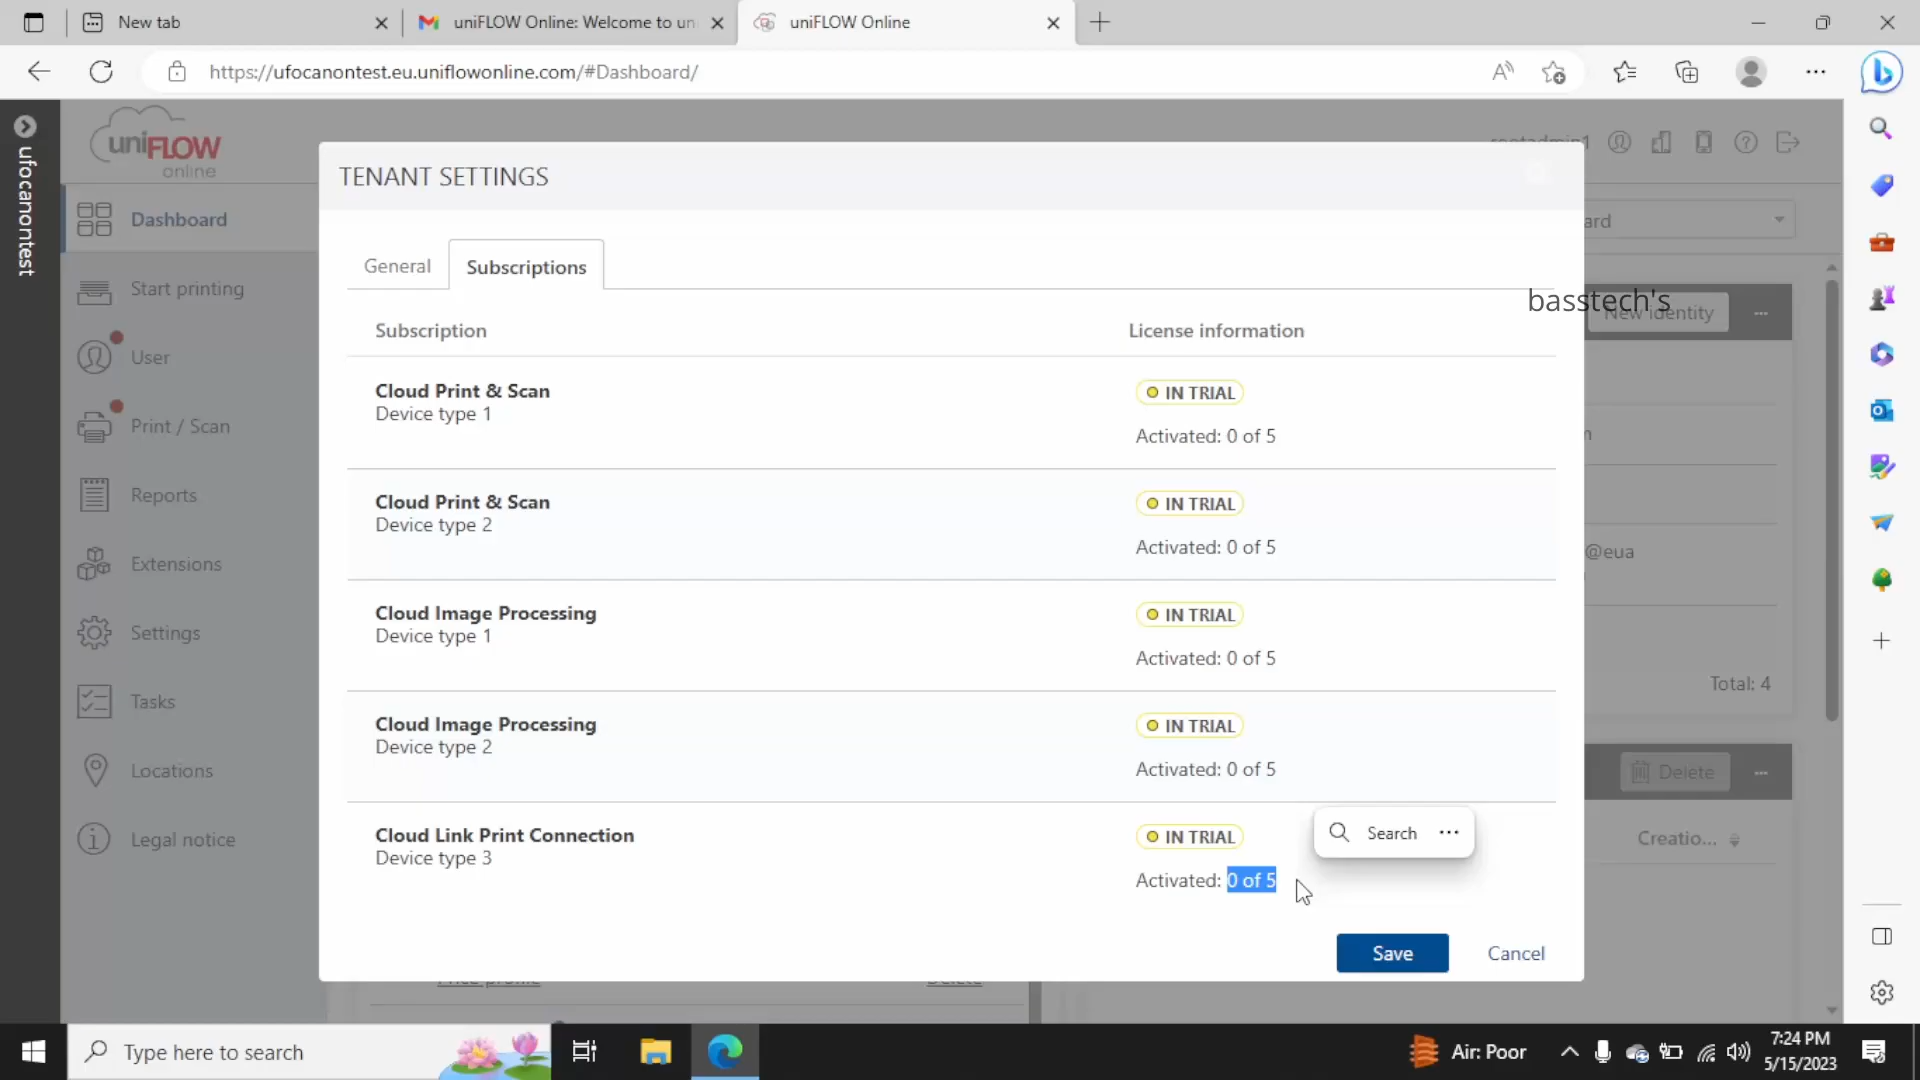 New tab
uniFLOW Online: Welcome to un
uniFLOW Online
https://ufocanontest.eu.uniflowonline.com/#Dashboard/
ufocanontest
uniFLOW
online
Dashboard
Start printing
User
Print / Scan
Reports
Extensions
Settings
Tasks
Locations
Legal notice
TENANT SETTINGS
General
Subscriptions
basstech's
New identity
Subscription
License information
Cloud Print & Scan
Device type 1
IN TRIAL
Activated: 0 of 5
Cloud Print & Scan
Device type 2
IN TRIAL
Activated: 0 of 5
Cloud Image Processing
Device type 1
IN TRIAL
Activated: 0 of 5
Cloud Image Processing
Device type 2
IN TRIAL
Activated: 0 of 5
Cloud Link Print Connection
Device type 3
IN TRIAL
Activated: 0 of 5
Search
Save
Cancel
@eua
Total: 4
Delete
Creatio...
Type here to search
Air: Poor
7:24 PM
5/15/2023